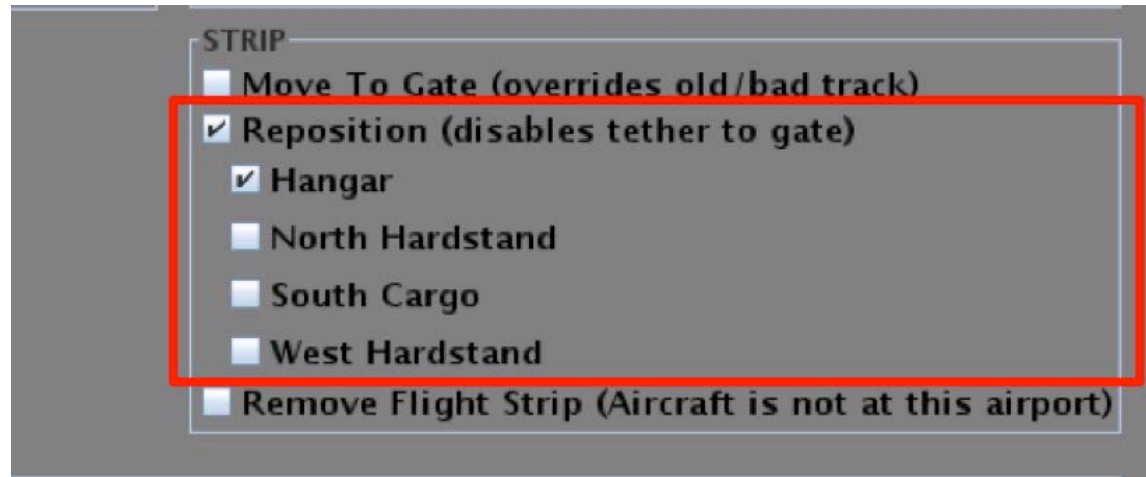 STRIP
Move To Gate (overrides old/bad track)
Reposition (disables tether to gate)
Hangar
North Hardstand
South Cargo
West Hardstand
Remove Flight Strip (Aircraft is not at this airport)